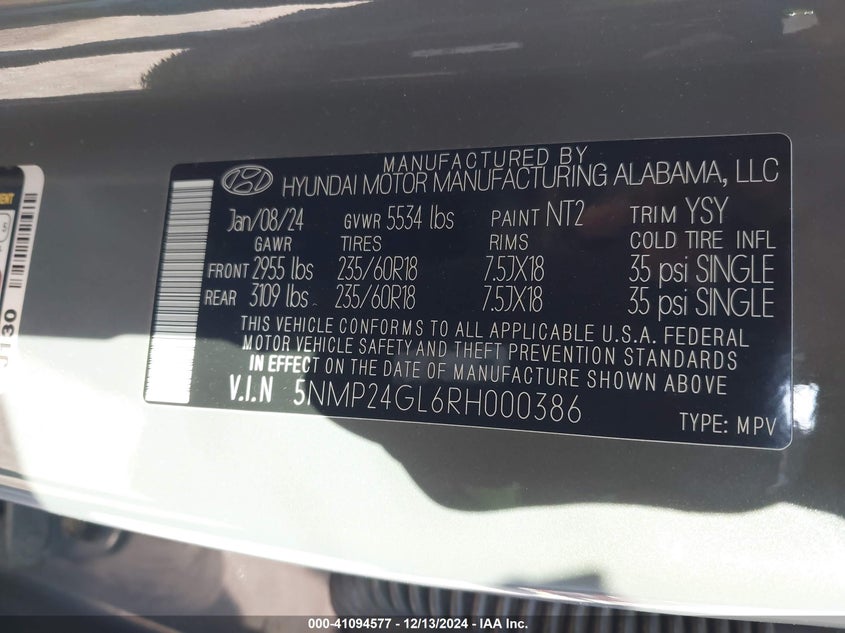 MANUFACTURED BY
HYUNDAI MOTOR MANUFACTURING ALABAMA, LLC
Jan/08/24 GVWR 5534 lbs PAINT NT2 TRIM YSY
GAWR TIRES RIMS COLD TIRE INFL
FRONT 2955 lbs 235/60R18 7.5JX18 35 psi SINGLE
REAR 3109 lbs 235/60R18 7.5JX18 35 psi SINGLE
THIS VEHICLE CONFORMS TO ALL APPLICABLE U.S.A. FEDERAL
MOTOR VEHICLE SAFETY AND THEFT PREVENTION STANDARDS
IN EFFECT ON THE DATE OF MANUFACTURE SHOWN ABOVE
V.I.N 5NMP24GL6RH000386
TYPE: MPV
5
000-41094577 - 12/13/2024 - IAA Inc.